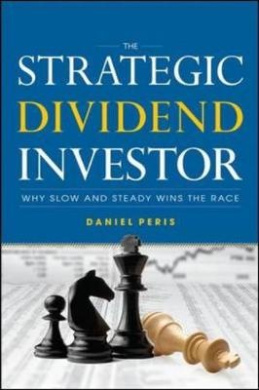 THE
STRATEGIC
DIVIDEND
INVESTOR
WHY SLOW AND STEADY WINS THE RACE
DANIEL PERIS